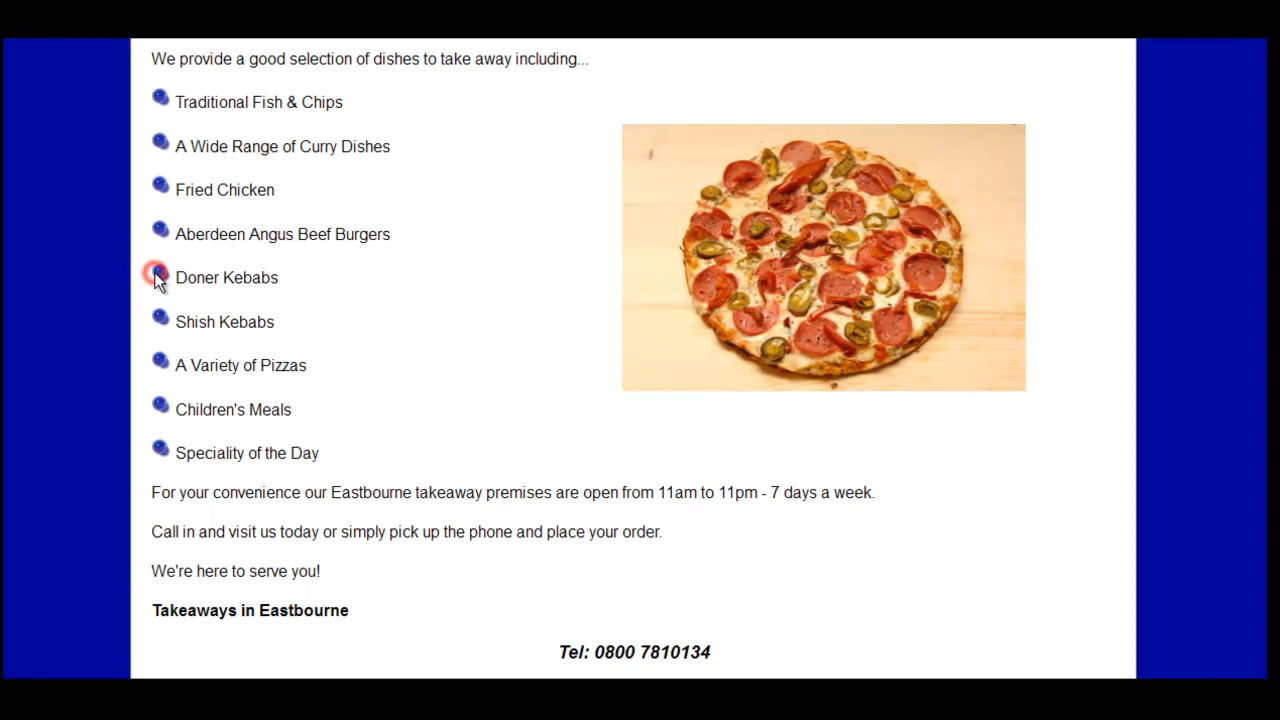 We provide a good selection of dishes to take away including...
Traditional Fish & Chips
A Wide Range of Curry Dishes
Fried Chicken
Aberdeen Angus Beef Burgers
Doner Kebabs
Shish Kebabs
A Variety of Pizzas
Children's Meals
Speciality of the Day
For your convenience our Eastbourne takeaway premises are open from 11am to 11pm - 7 days a week.
Call in and visit us today or simply pick up the phone and place your order.
We're here to serve you!
Takeaways in Eastbourne
Tel: 0800 7810134